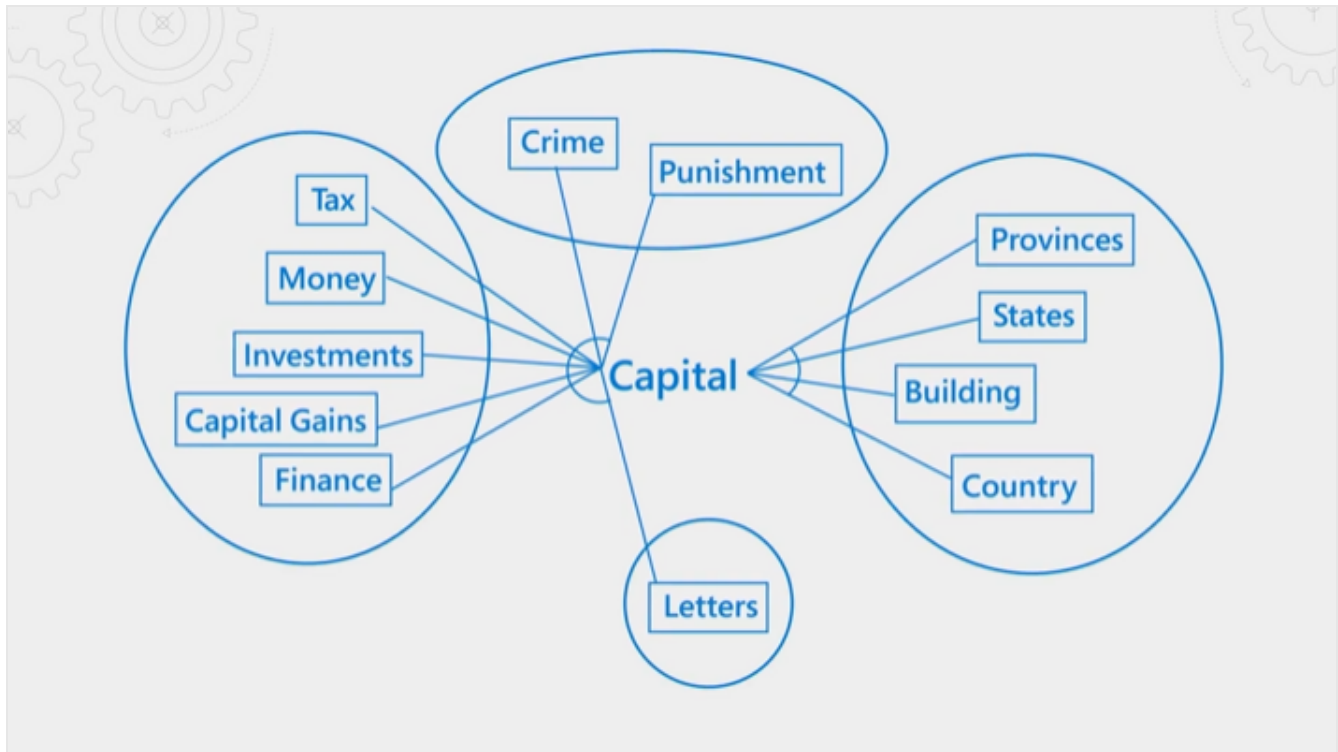 Crime
Punishment
Tax
Money
Investments
Capital Gains
Finance
Capital
Provinces
States
Building
Country
Letters